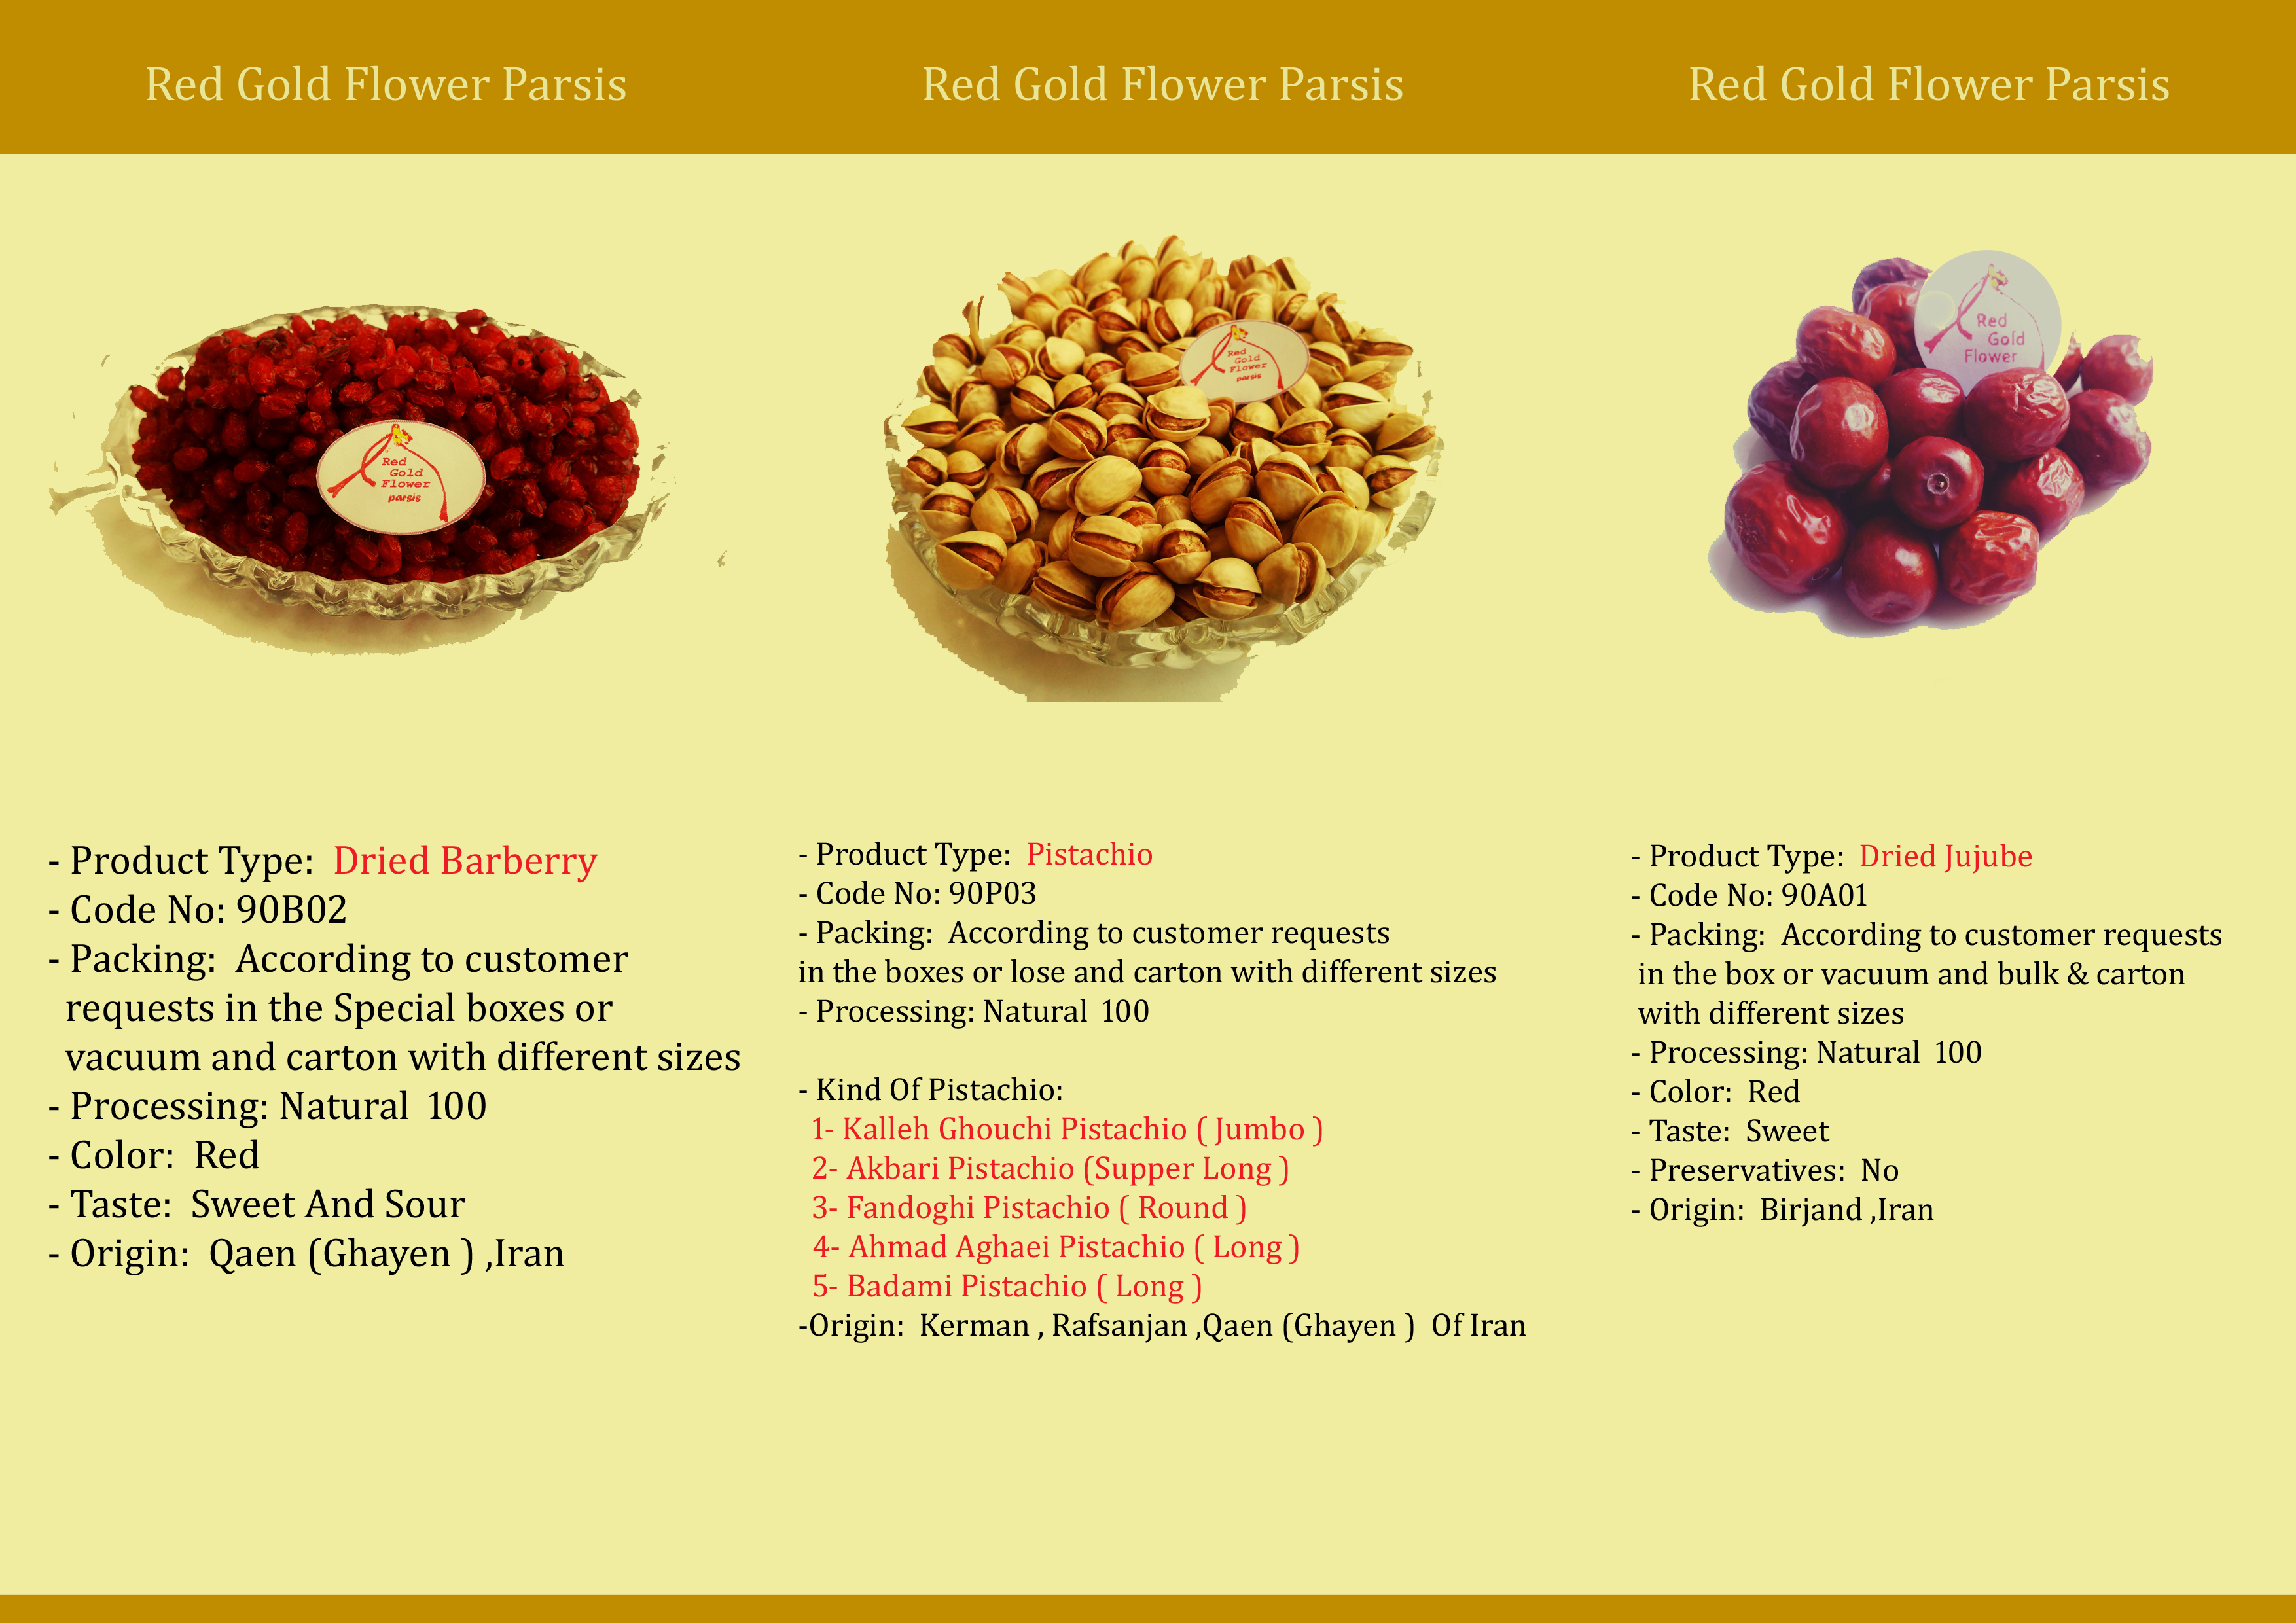 Red Gold Flower Parsis
Red
Gold
Flower
parsis
- Product Type: Dried Barberry
- Code No: 90B02
- Packing: According to customer
requests in the Special boxes or
vacuum and carton with different sizes
- Processing: Natural 100
- Color: Red
- Taste: Sweet And Sour
- Origin: Qaen (Ghayen ) ,Iran
Red Gold Flower Parsis
Red
Gold
Flower
parsis
- Product Type: Pistachio
- Code No: 90P03
- Packing: According to customer requests
in the boxes or lose and carton with different sizes
- Processing: Natural 100
- Kind Of Pistachio:
1- Kalleh Ghouchi Pistachio ( Jumbo )
2- Akbari Pistachio (Supper Long )
3- Fandoghi Pistachio ( Round )
4- Ahmad Aghaei Pistachio ( Long )
5- Badami Pistachio ( Long )
-Origin: Kerman , Rafsanjan ,Qaen (Ghayen ) Of Iran
Red Gold Flower Parsis
Red
Gold
Flower
- Product Type: Dried Jujube
- Code No: 90A01
- Packing: According to customer requests
in the box or vacuum and bulk & carton
with different sizes
- Processing: Natural 100
- Color: Red
- Taste: Sweet
- Preservatives: No
- Origin: Birjand ,Iran